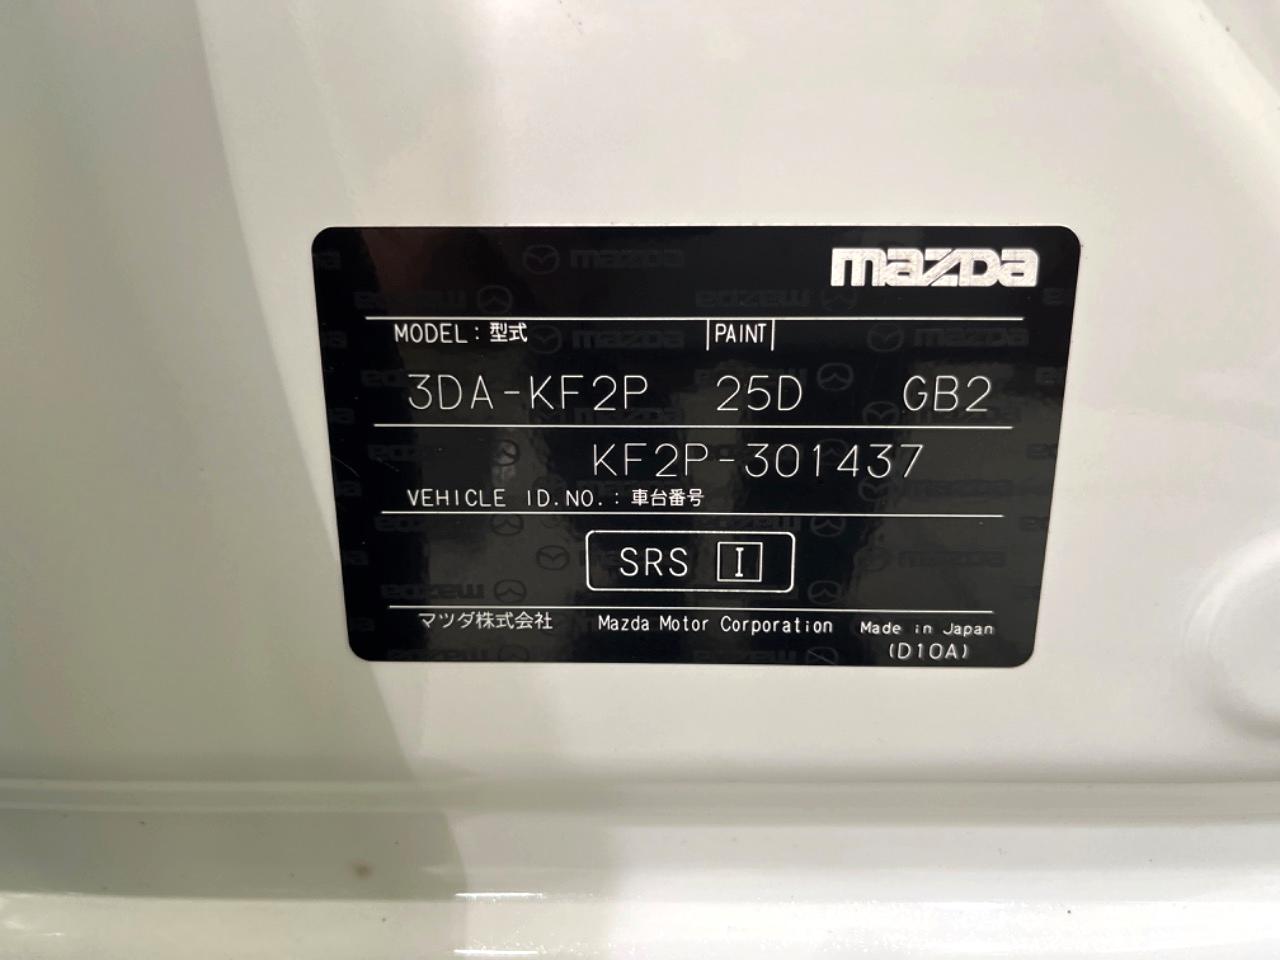 mazda
MODEL : 型式 PAINT
3DA-KF2P 25D GB2
KF2P-301437
VEHICLE ID.NO. : 車台番号
SRS I
マツダ株式会社 Mazda Motor Corporation Made in Japan
(D10A)